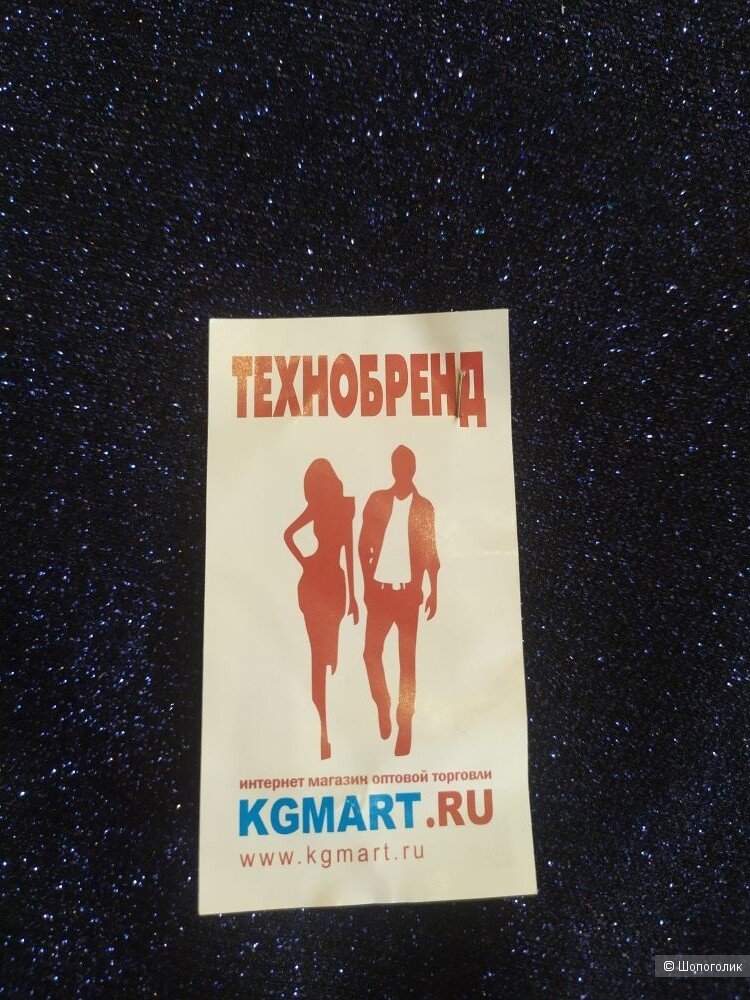 ТЕХНОБРЕНД
интернет магазин оптовой торговли
KGMART.RU
www.kgmart.ru
© Шопоголик